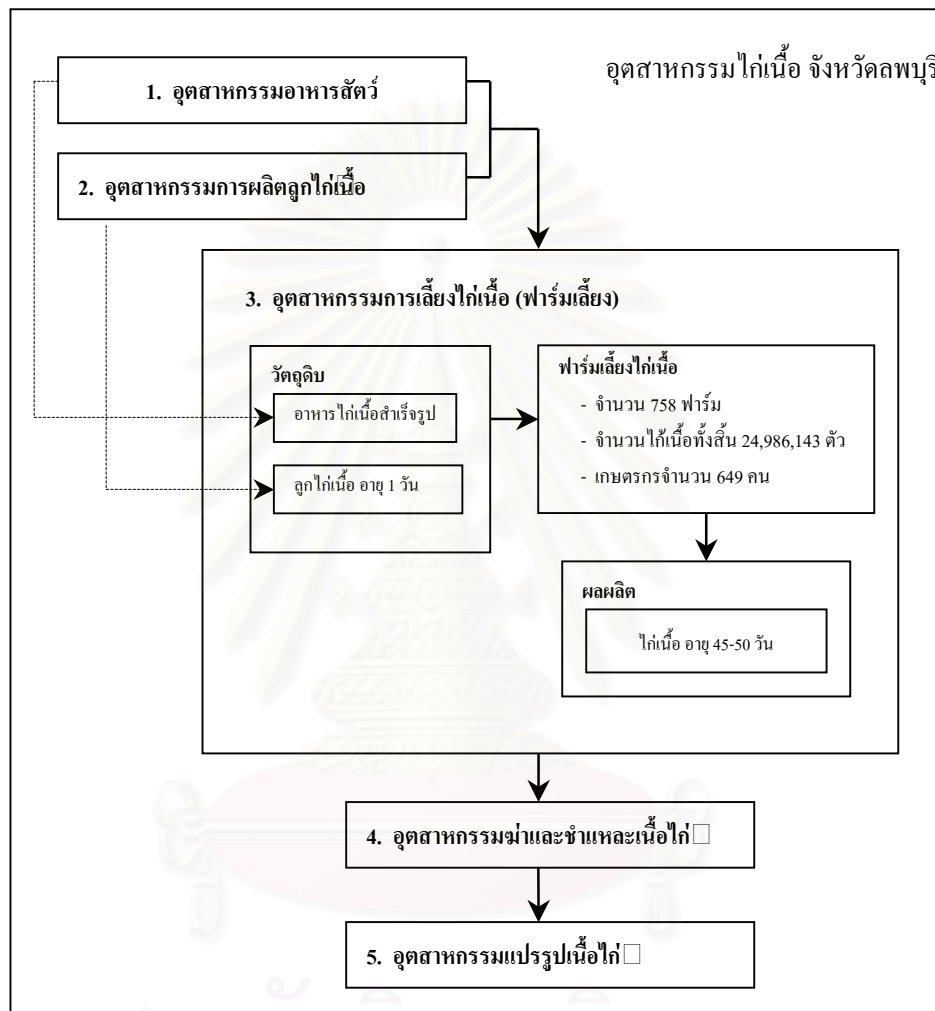 อุตสาหกรรมไก่เนื้อ จังหวัดลพบุรี
1. อุตสาหกรรมอาหารสัตว์
2. อุตสาหกรรมการผลิตลูกไก่เนื้อ
3. อุตสาหกรรมการเลี้ยงไก่เนื้อ (ฟาร์มเลี้ยง)
วัตถุดิบ
อาหารไก่เนื้อสำเร็จรูป
ลูกไก่เนื้อ อายุ 1 วัน
ฟาร์มเลี้ยงไก่เนื้อ
- จำนวน 758 ฟาร์ม
- จำนวนไก้เนื้อทั้งสิ้น 24,986,143 ตัว
- เกษตรกรจำนวน 649 คน
ผลผลิต
ไก่เนื้อ อายุ 45-50 วัน
4. อุตสาหกรรมฆ่าและชำแหละเนื้อไก่
5. อุตสาหกรรมแปรรูปเนื้อไก่